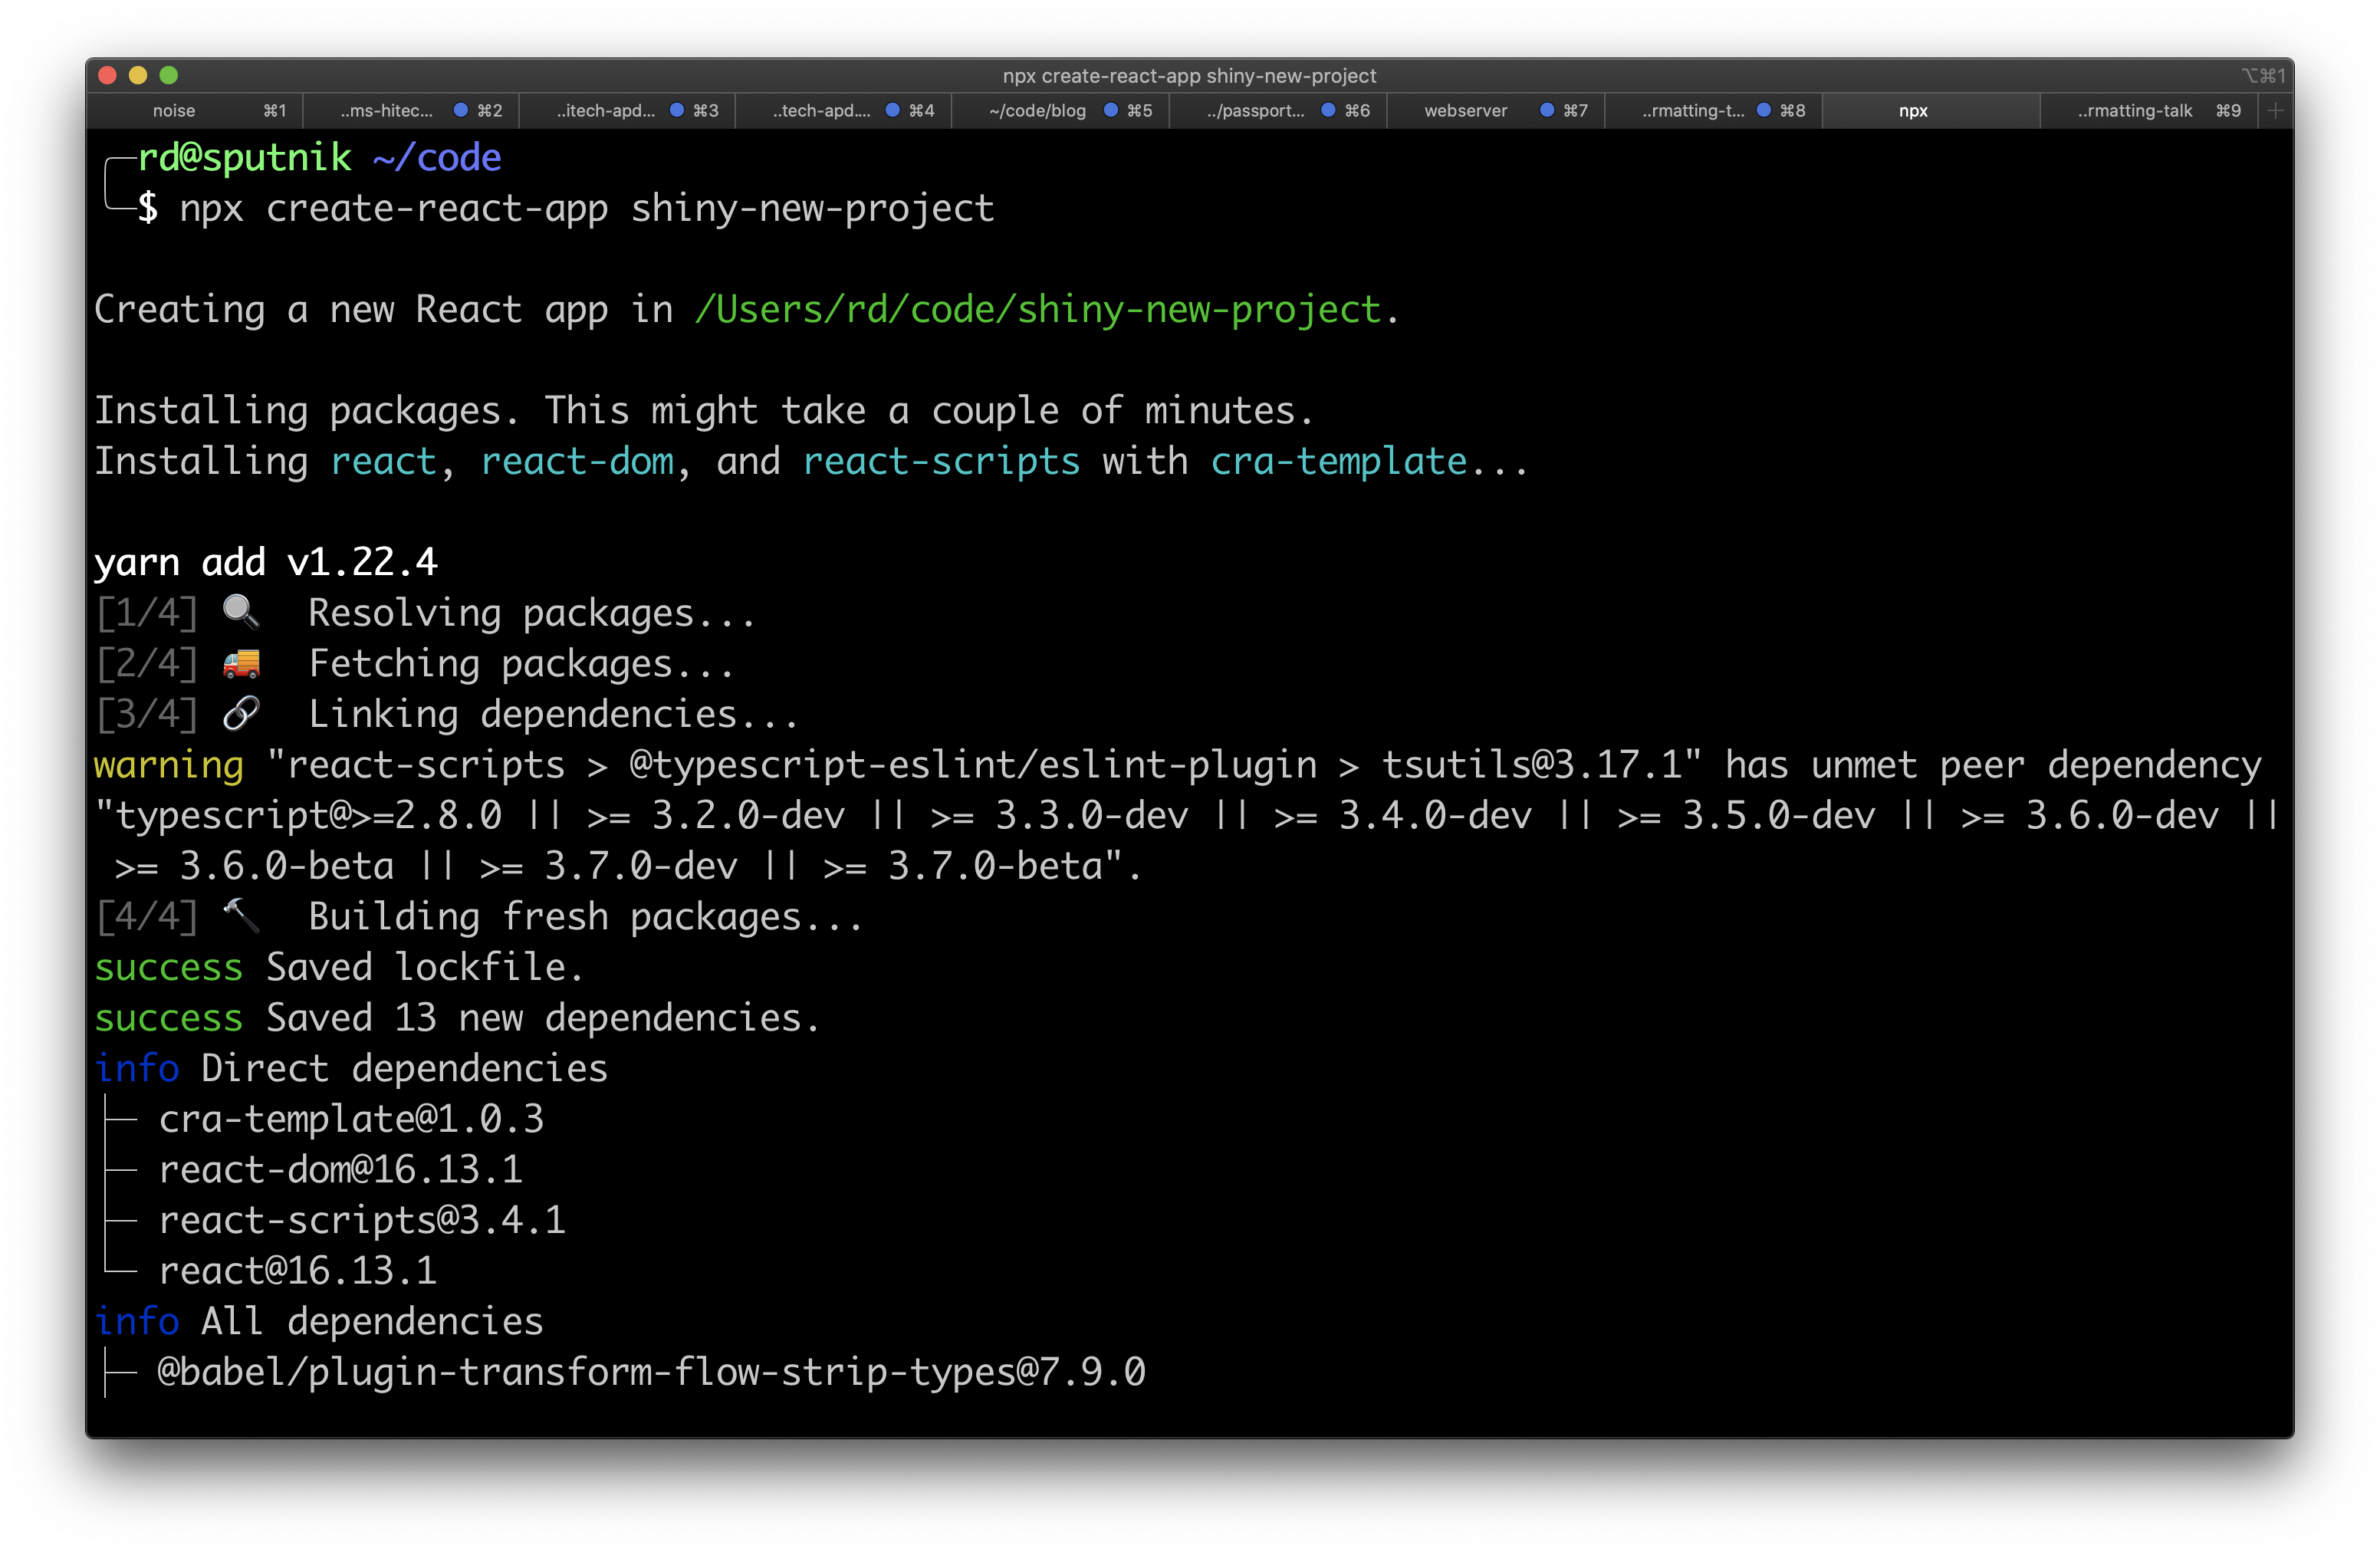 npx create-react-app shiny-new-project ⌥⌘1
noise ⌘1 ..ms-hitec... ⌘2 ..itech-apd... ⌘3 ..tech-apd.... ⌘4 ~/code/blog ⌘5 ../passport... ⌘6 webserver ⌘7 ..rmatting-t... ⌘8 npx ..rmatting-talk ⌘9 +
rd@sputnik ~/code
$ npx create-react-app shiny-new-project
Creating a new React app in /Users/rd/code/shiny-new-project.
Installing packages. This might take a couple of minutes.
Installing react, react-dom, and react-scripts with cra-template...
yarn add v1.22.4
[1/4] 🔍 Resolving packages...
[2/4] 🚚 Fetching packages...
[3/4] 🔗 Linking dependencies...
warning "react-scripts > @typescript-eslint/eslint-plugin > tsutils@3.17.1" has unmet peer dependency
"typescript@>=2.8.0 || >= 3.2.0-dev || >= 3.3.0-dev || >= 3.4.0-dev || >= 3.5.0-dev || >= 3.6.0-dev ||
>= 3.6.0-beta || >= 3.7.0-dev || >= 3.7.0-beta".
[4/4] 🔨 Building fresh packages...
success Saved lockfile.
success Saved 13 new dependencies.
info Direct dependencies
├─ cra-template@1.0.3
├─ react-dom@16.13.1
├─ react-scripts@3.4.1
└─ react@16.13.1
info All dependencies
├─ @babel/plugin-transform-flow-strip-types@7.9.0